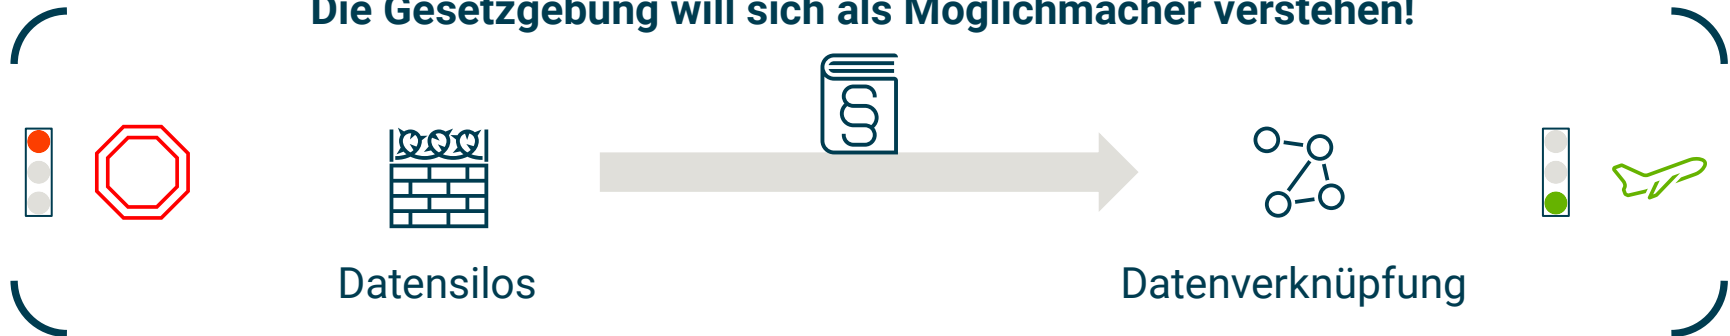 Die Gesetzgebung will sich als Möglichmacher verstehen!
§
Datensilos
Datenverknüpfung